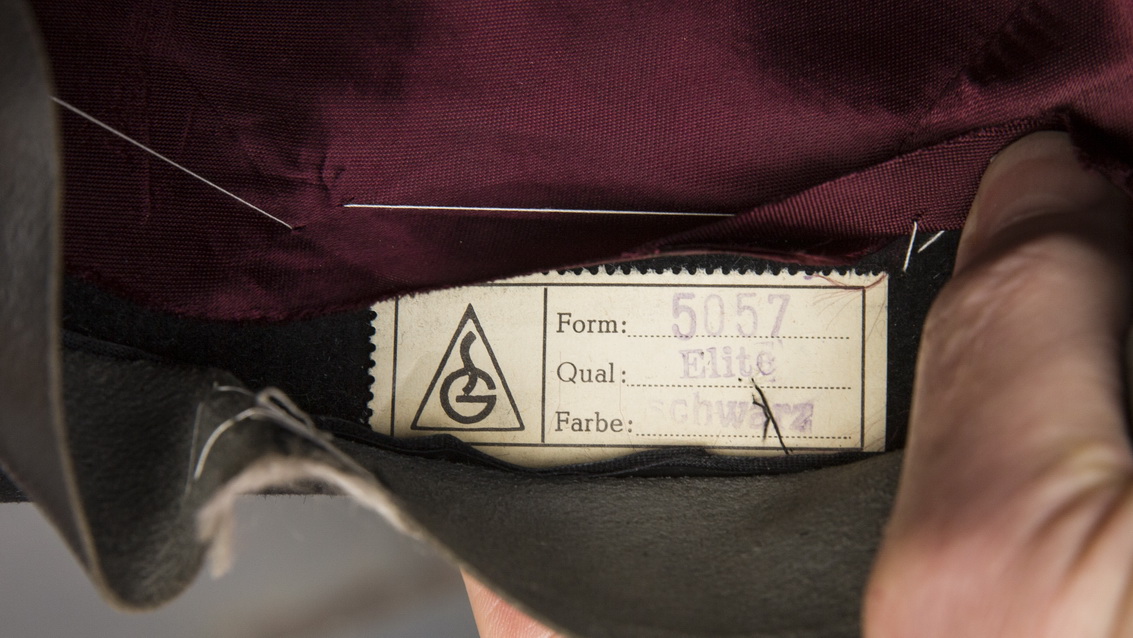 SG
Form: 5057
Qual: Elite
Farbe: schwarz